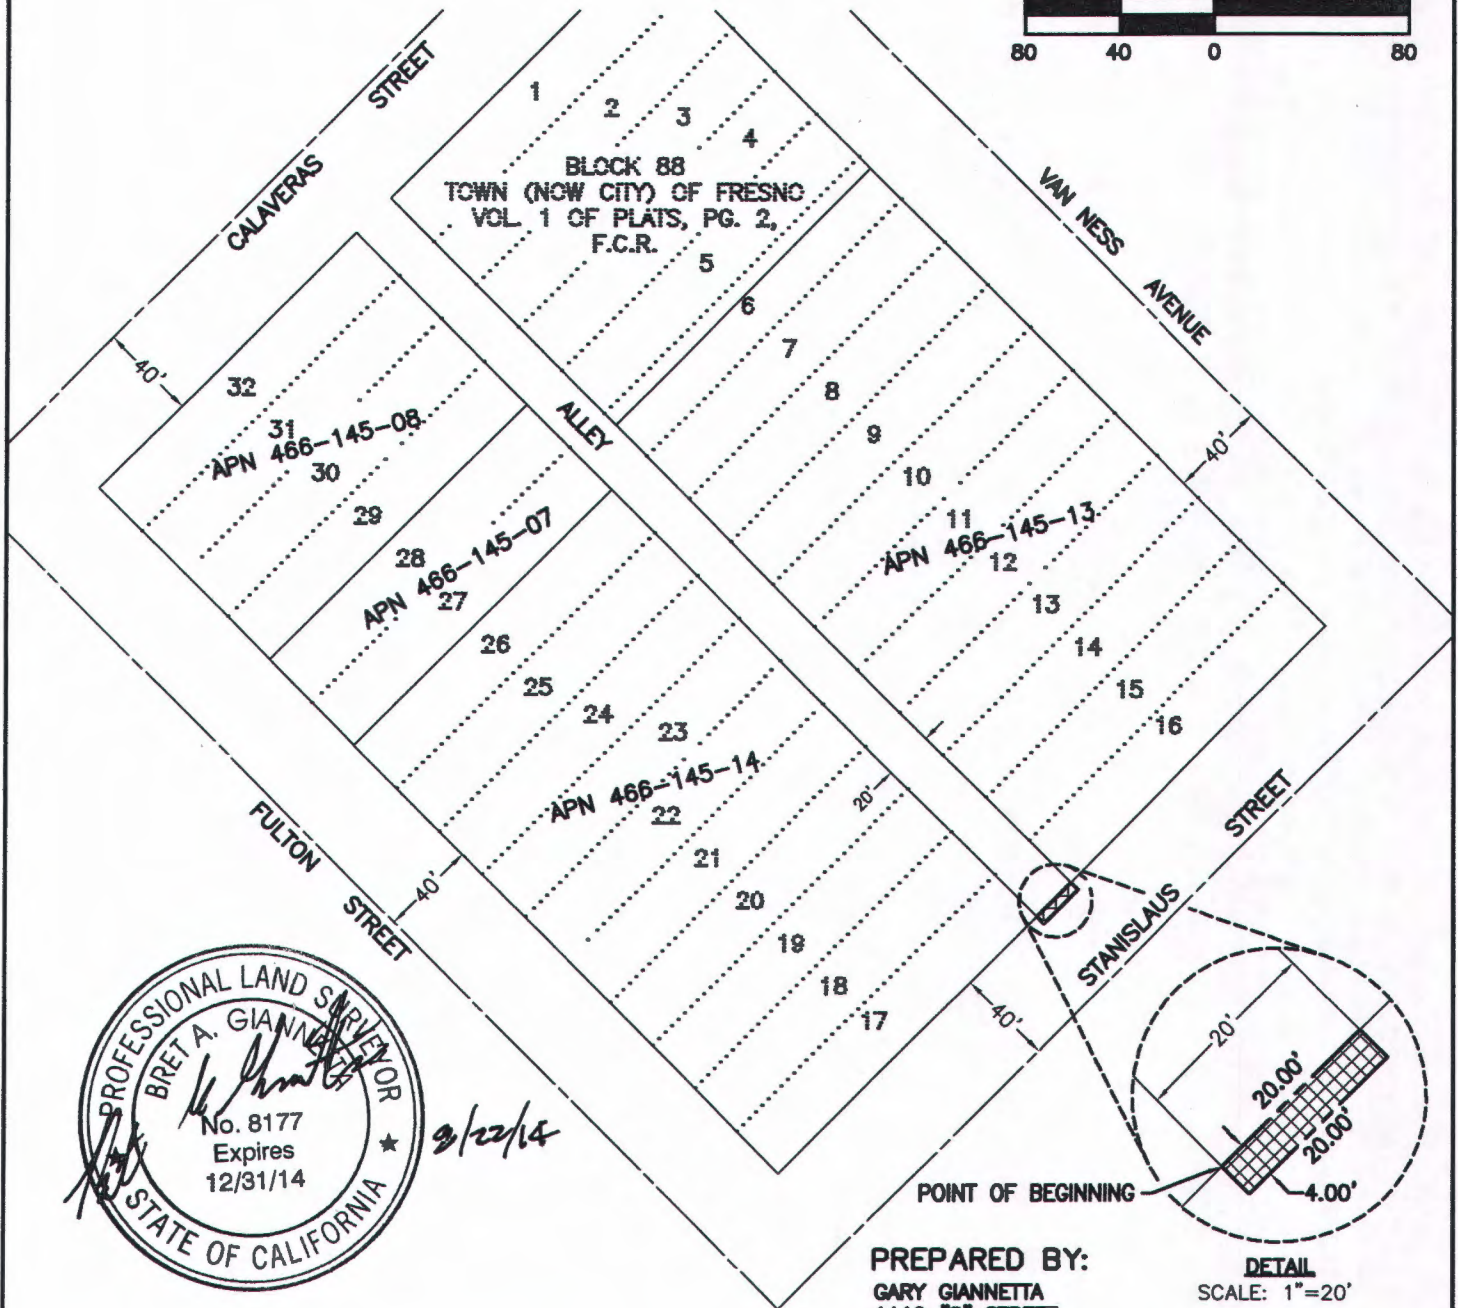 80 40 0 80
CALAVERAS STREET
VAN NESS AVENUE
1
2
3
4
BLOCK 88
TOWN (NOW CITY) OF FRESNO
VOL. 1 OF PLATS, PG. 2,
F.C.R.
5
6
7
8
9
10
11
APN 466-145-13
12
13
14
15
16
40'
40'
32
31
APN 466-145-08
30
29
ALLEY
28
APN 466-145-07
27
26
25
24
23
APN 466-145-14
22
21
20
19
18
17
20'
FULTON STREET
40'
STANISLAUS STREET
40'
PROFESSIONAL LAND SURVEYOR
BRET A. GIANNETTA
No. 8177
Expires
12/31/14
STATE OF CALIFORNIA
20'
20.00'
20.00'
4.00'
POINT OF BEGINNING
DETAIL
SCALE: 1"=20'
PREPARED BY:
GARY GIANNETTA